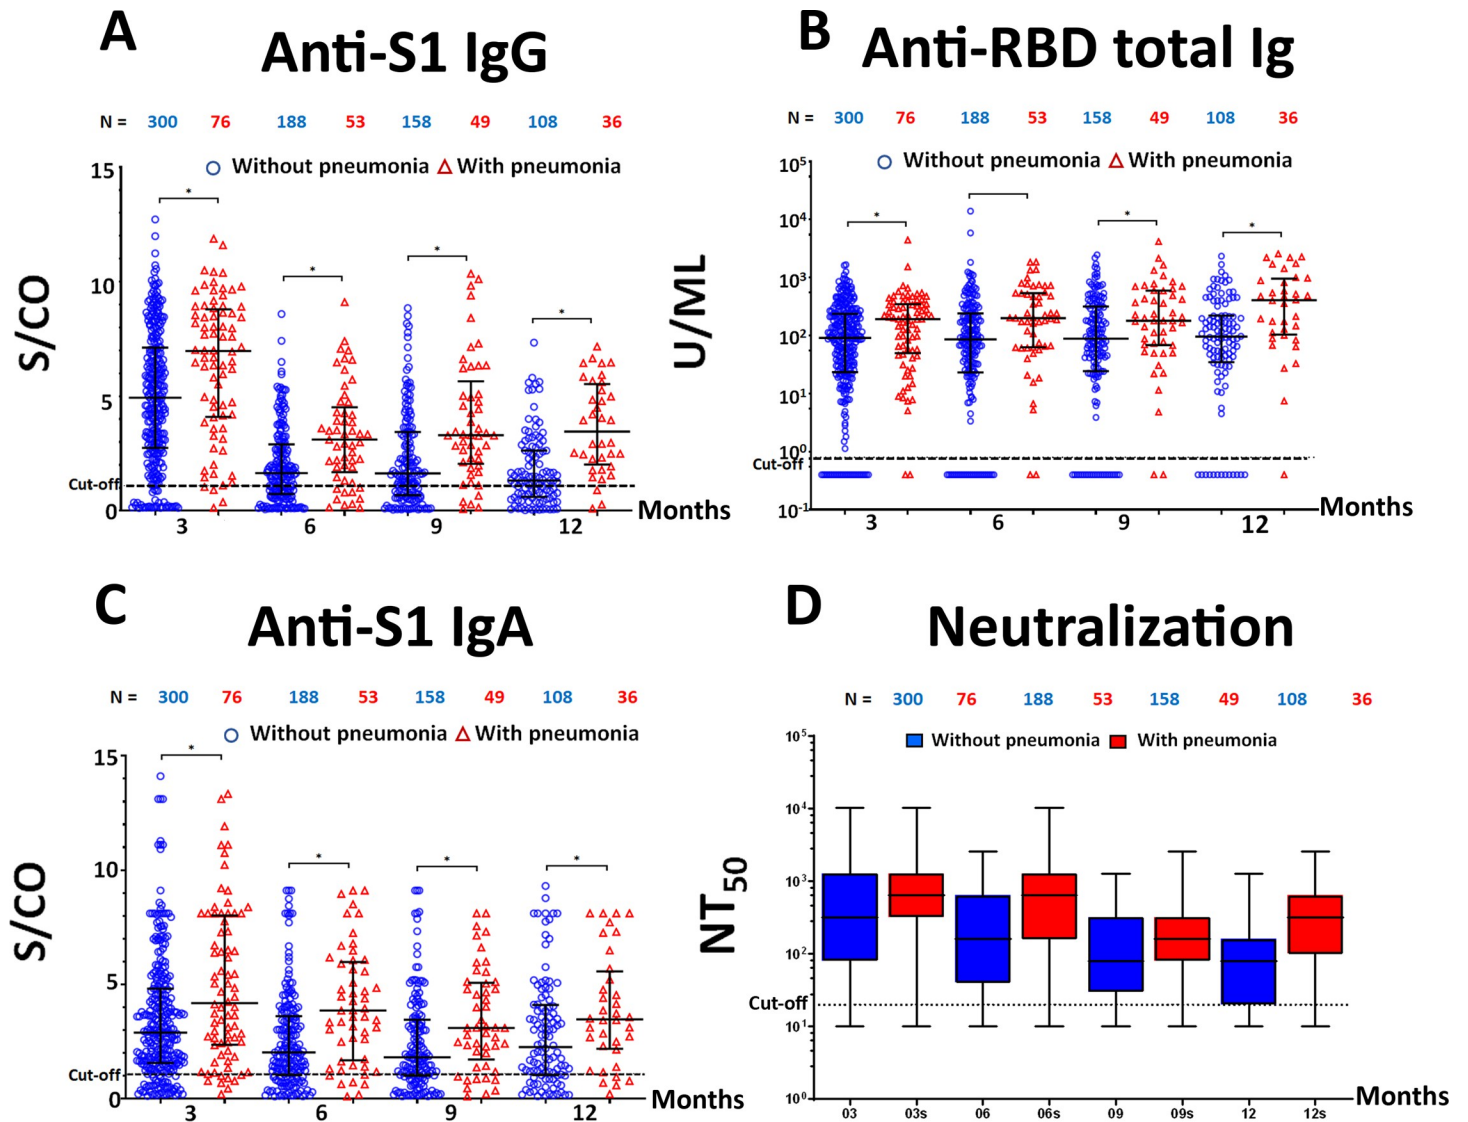 A
Anti-S1 IgG
N = 300 76 188 53 158 49 108 36
Without pneumonia With pneumonia
15
10
5
0
S/CO
Cut-off
* * * *
3 6 9 12
Months
B
Anti-RBD total Ig
N = 300 76 188 53 158 49 108 36
Without pneumonia With pneumonia
10⁵
10⁴
10³
10²
10¹
10⁰
10⁻¹
U/ML
Cut-off
* * *
3 6 9 12
Months
C
Anti-S1 IgA
N = 300 76 188 53 158 49 108 36
Without pneumonia With pneumonia
15
10
5
0
S/CO
Cut-off
* * * *
3 6 9 12
Months
D
Neutralization
N = 300 76 188 53 158 49 108 36
Without pneumonia With pneumonia
10⁵
10⁴
10³
10²
10¹
10⁰
NT₅₀
Cut-off
03 03s 06 06s 09 09s 12 12s
Months